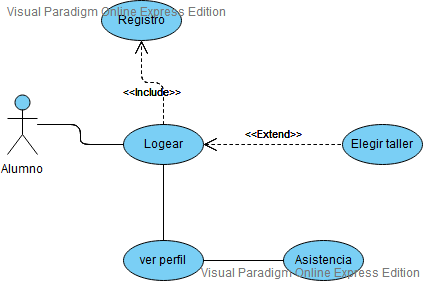 Visual Paradigm Online Express Edition
Registro
<<Include>>
<<Extend>>
Logear
Elegir taller
Alumno
ver perfil
Asistencia
Visual Paradigm Online Express Edition